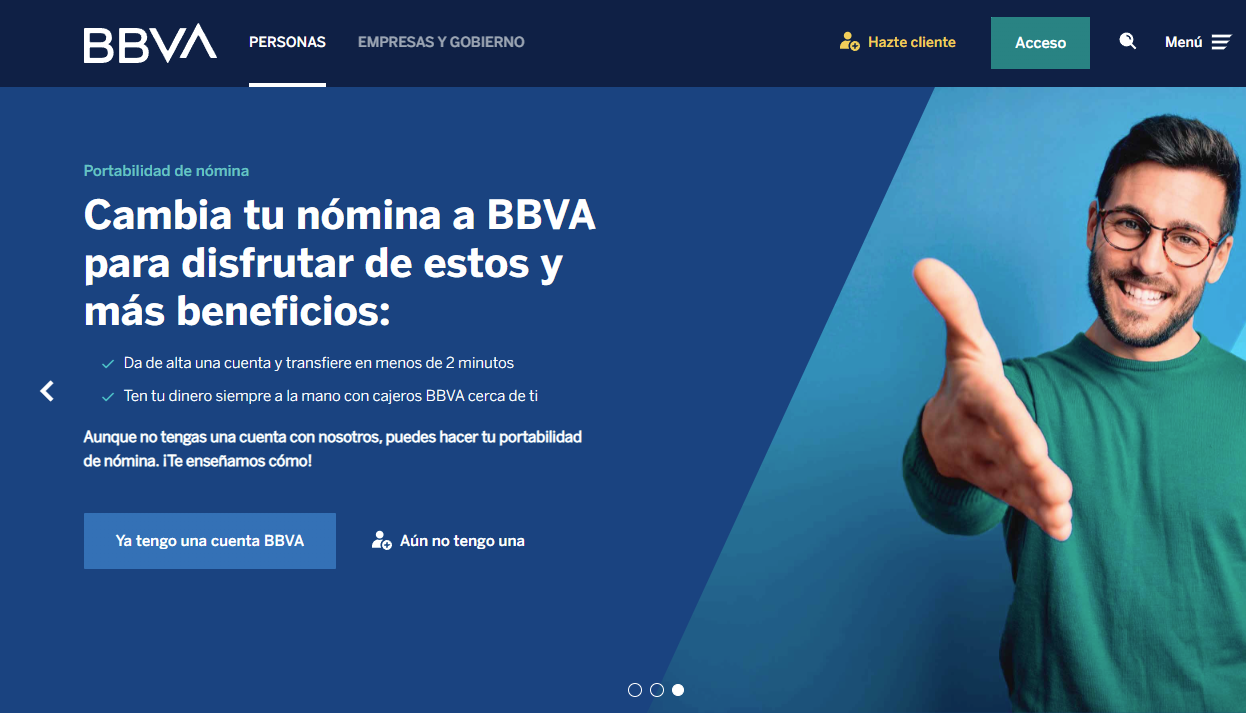 BBVA
PERSONAS
EMPRESAS Y GOBIERNO
Hazte cliente
Acceso
Menú
Portabilidad de nómina
Cambia tu nómina a BBVA
para disfrutar de estos y
más beneficios:
Da de alta una cuenta y transfiere en menos de 2 minutos
Ten tu dinero siempre a la mano con cajeros BBVA cerca de ti
Aunque no tengas una cuenta con nosotros, puedes hacer tu portabilidad
de nómina. ¡Te enseñamos cómo!
Ya tengo una cuenta BBVA
Aún no tengo una